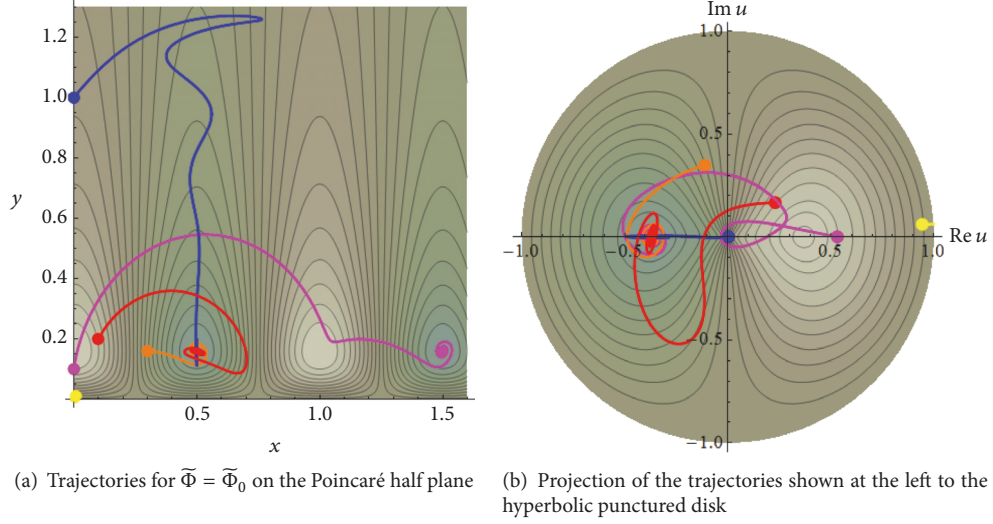 1.2
1.0
0.8
y
0.6
0.4
0.2
0.5
1.0
1.5
x
Im u
1.0
0.5
-1.0
-0.5
0.5
1.0
Re u
-0.5
-1.0
(a) Trajectories for Φ̃ = Φ̃₀ on the Poincaré half plane
(b) Projection of the trajectories shown at the left to the
hyperbolic punctured disk